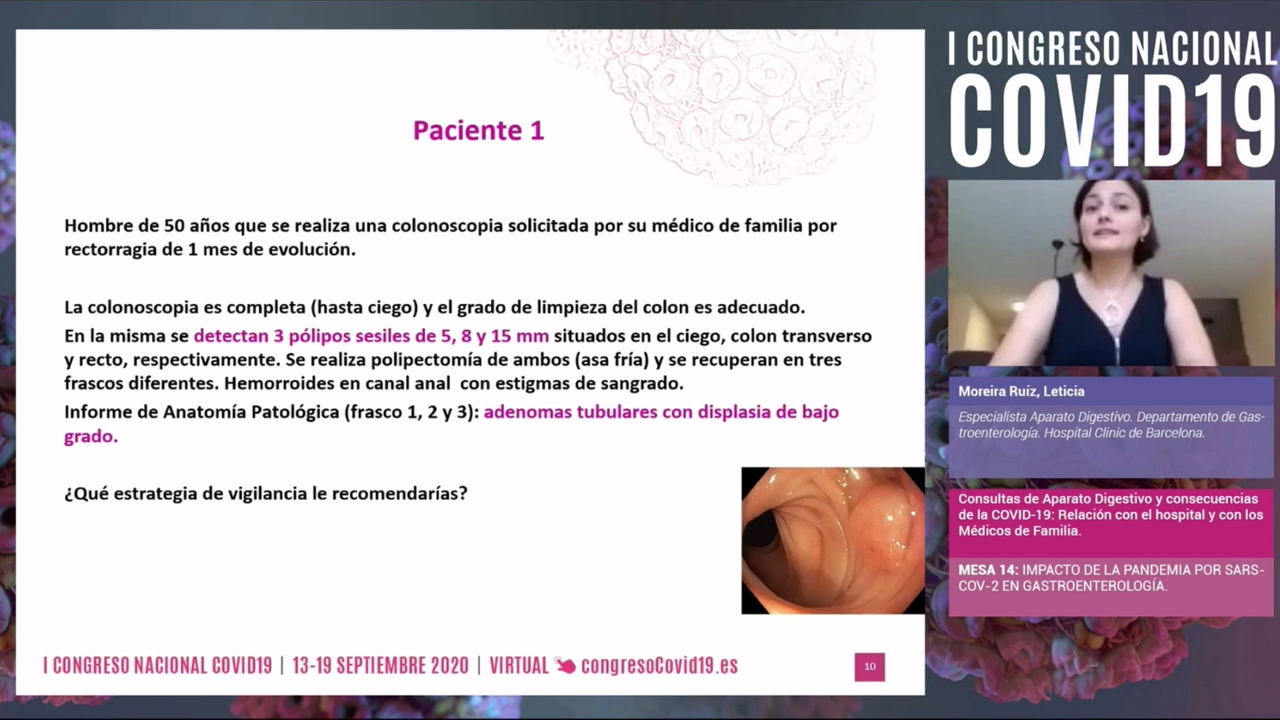 Paciente 1
Hombre de 50 años que se realiza una colonoscopia solicitada por su médico de familia por
rectorragia de 1 mes de evolución.
La colonoscopia es completa (hasta ciego) y el grado de limpieza del colon es adecuado.
En la misma se detectan 3 pólipos sesiles de 5, 8 y 15 mm situados en el ciego, colon transverso
y recto, respectivamente. Se realiza polipectomía de ambos (asa fría) y se recuperan en tres
frascos diferentes. Hemorroides en canal anal con estigmas de sangrado.
Informe de Anatomía Patológica (frasco 1, 2 y 3): adenomas tubulares con displasia de bajo
grado.
¿Qué estrategia de vigilancia le recomendarías?
I CONGRESO NACIONAL COVID19 | 13-19 SEPTIEMBRE 2020 | VIRTUAL congresoCovid19.es
10
I CONGRESO NACIONAL
COVID19
Moreira Ruíz, Leticia
Especialista Aparato Digestivo. Departamento de Gas-
troenterología. Hospital Clinic de Barcelona.
Consultas de Aparato Digestivo y consecuencias
de la COVID-19: Relación con el hospital y con los
Médicos de Familia.
MESA 14: IMPACTO DE LA PANDEMIA POR SARS-
COV-2 EN GASTROENTEROLOGÍA.